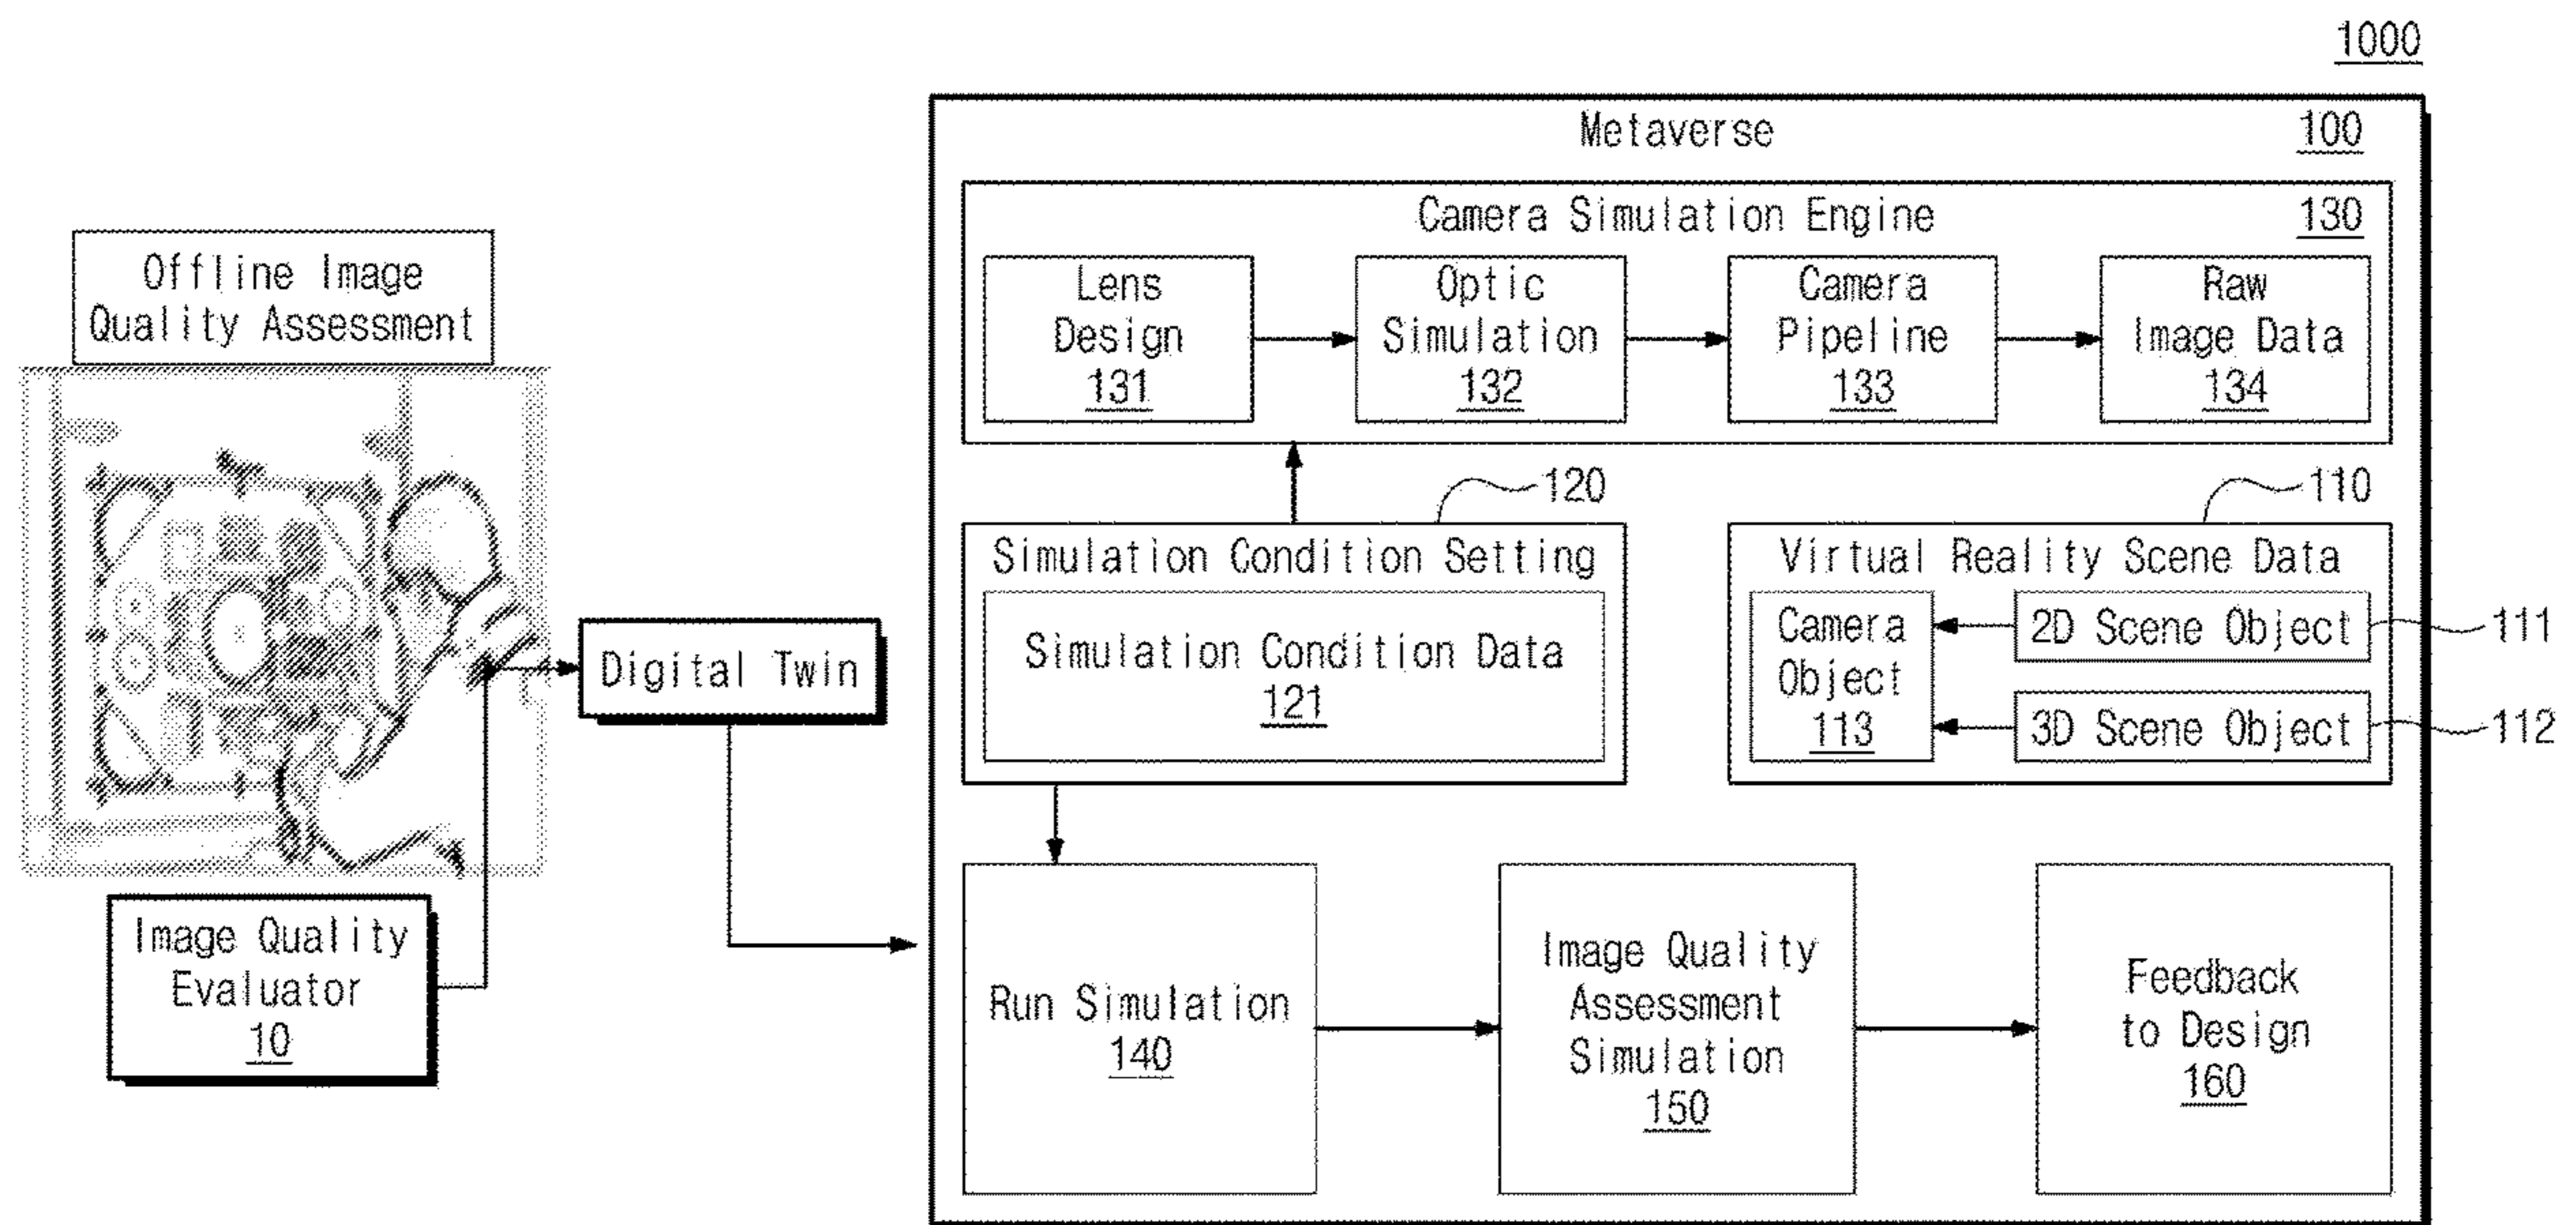 1000
Metaverse
100
Camera Simulation Engine
130
Lens
Design
131
Optic
Simulation
132
Camera
Pipeline
133
Raw
Image Data
134
Offline Image
Quality Assessment
Image Quality
Evaluator
10
Digital Twin
120
Simulation Condition Setting
Simulation Condition Data
121
110
Virtual Reality Scene Data
Camera
Object
113
2D Scene Object
111
3D Scene Object
112
Run Simulation
140
Image Quality
Assessment
Simulation
150
Feedback
to Design
160